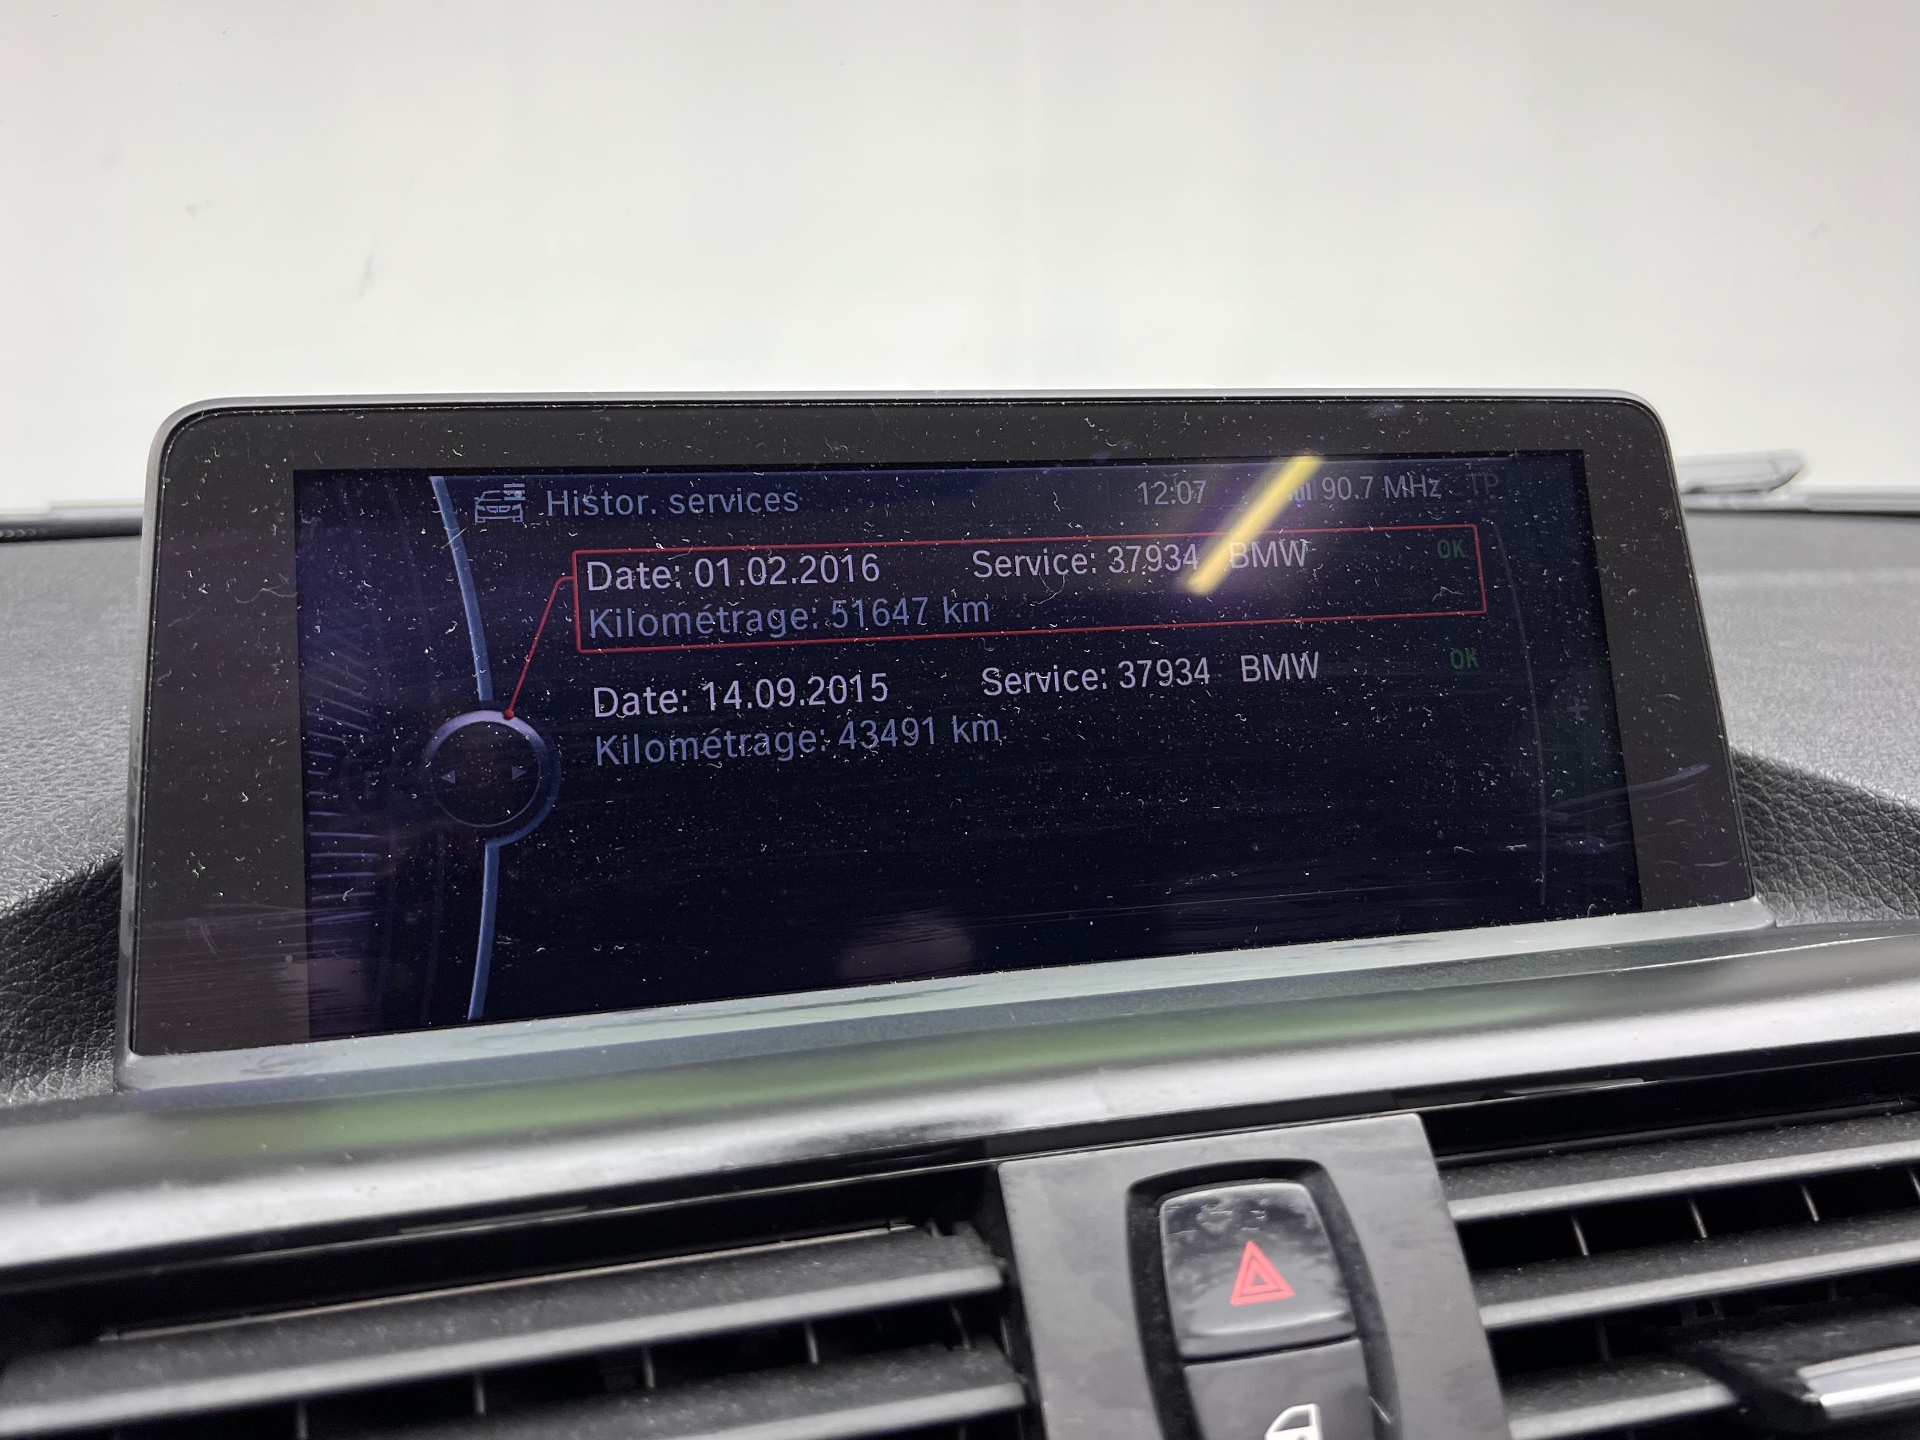 Histor. services 12:07 90.7 MHz TP
Date: 01.02.2016 Service: 37934 BMW OK
Kilométrage: 51647 km
Date: 14.09.2015 Service: 37934 BMW OK
Kilométrage: 43491 km